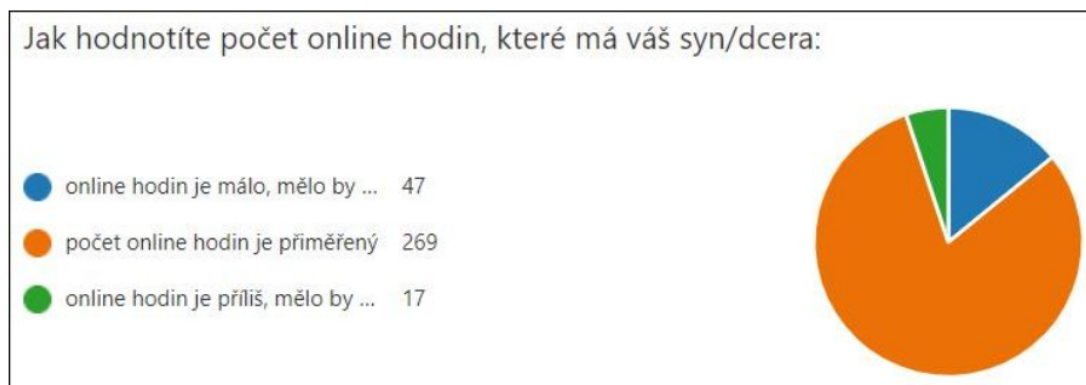 Jak hodnotíte počet online hodin, které má váš syn/dcera:
online hodin je málo, mělo by ... 47
počet online hodin je přiměřený 269
online hodin je příliš, mělo by ... 17